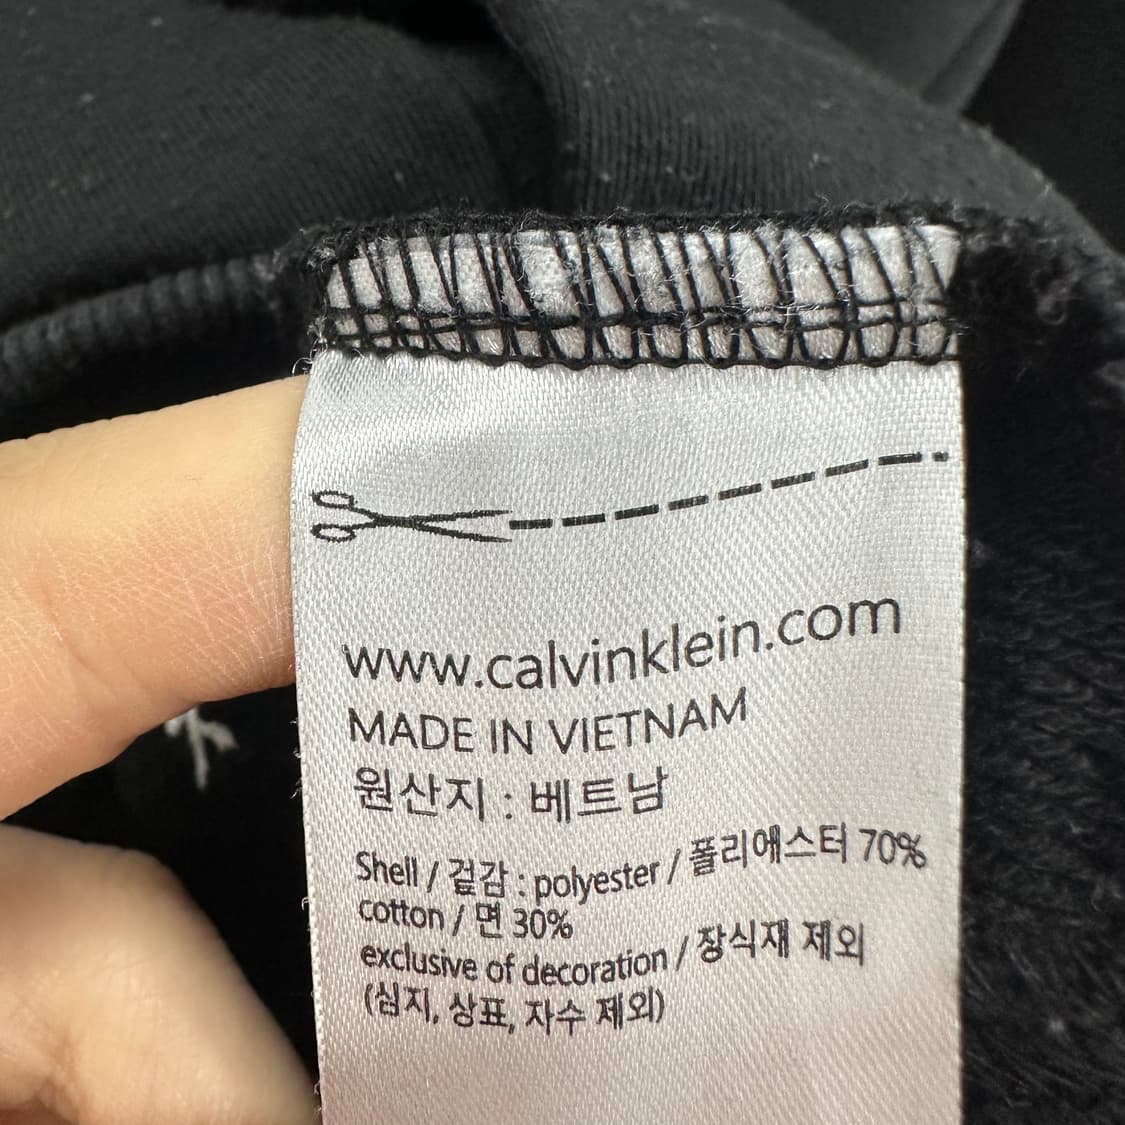 www.calvinklein.com
MADE IN VIETNAM
원산지 : 베트남
Shell / 겉감 : polyester / 폴리에스터 70%
cotton / 면 30%
exclusive of decoration / 장식재 제외
(심지, 상표, 자수 제외)